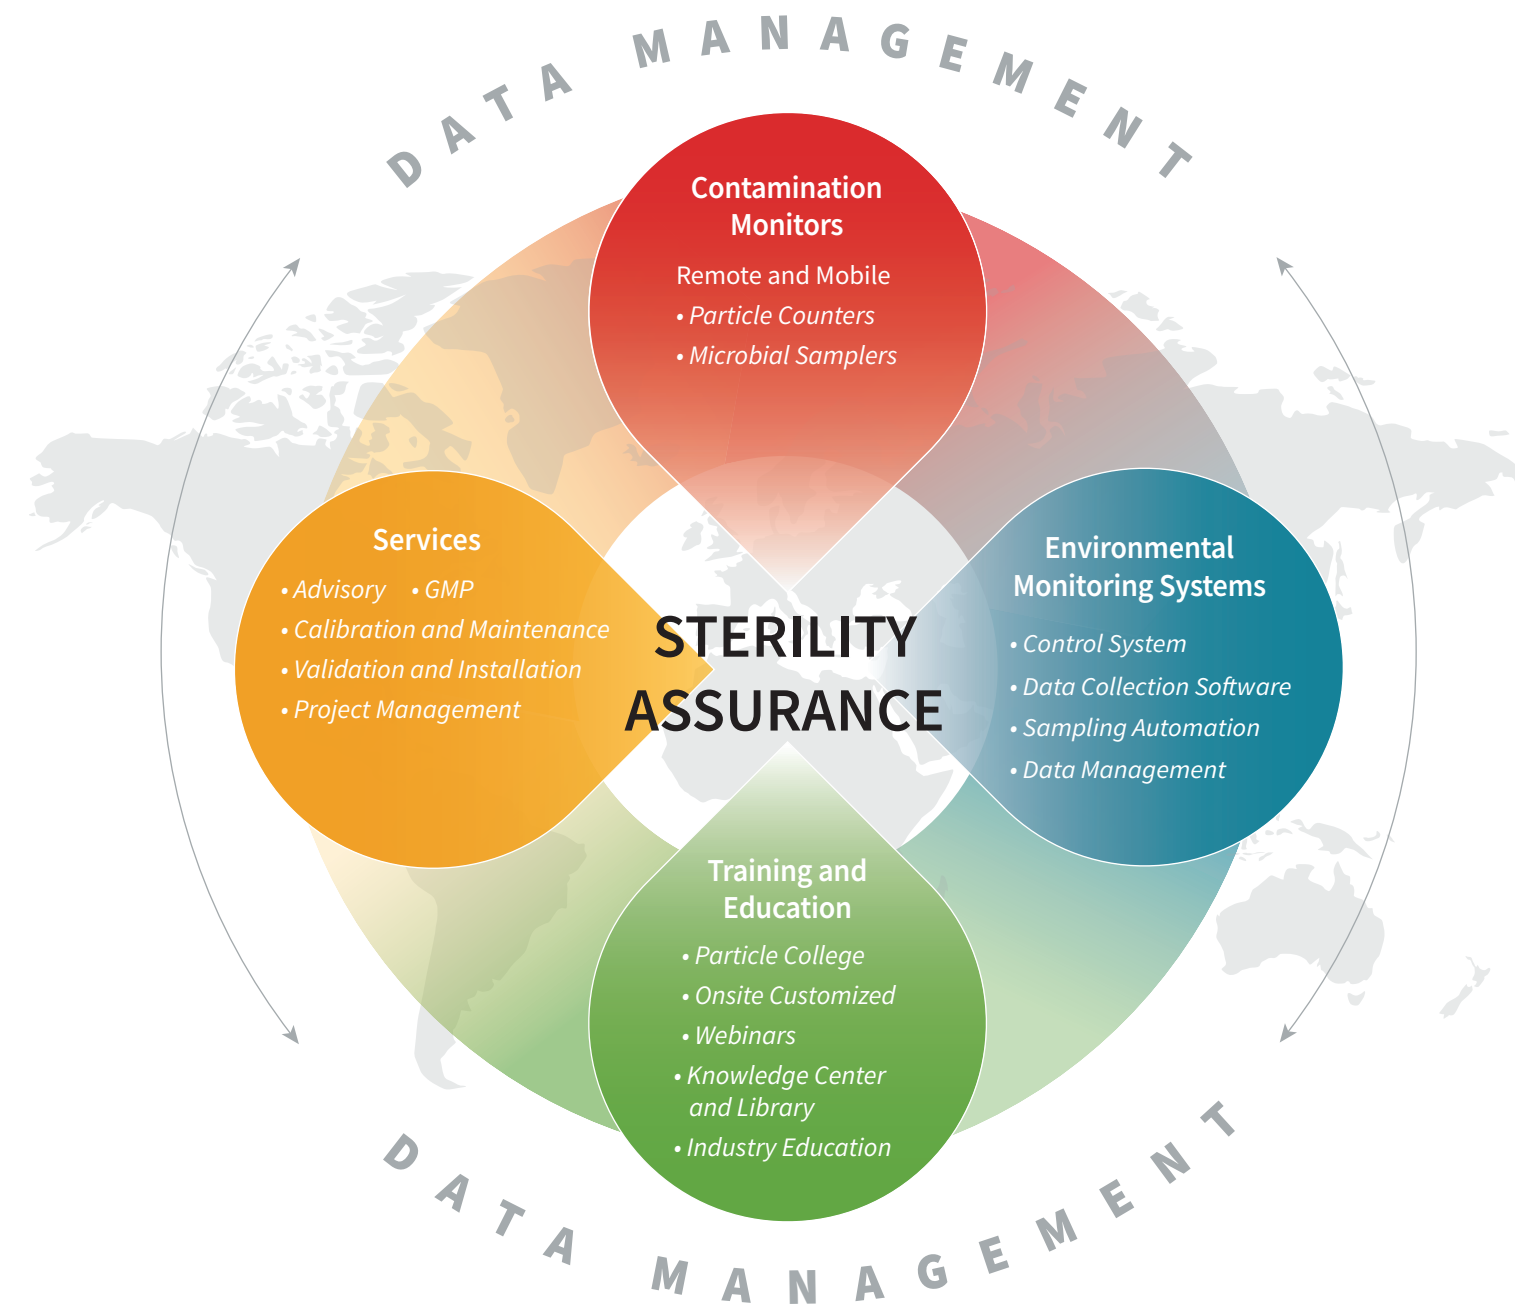 DATA MANAGEMENT
Contamination
Monitors
Remote and Mobile
• Particle Counters
• Microbial Samplers
Services
• Advisory • GMP
• Calibration and Maintenance
• Validation and Installation
• Project Management
STERILITY
ASSURANCE
Environmental
Monitoring Systems
• Control System
• Data Collection Software
• Sampling Automation
• Data Management
Training and
Education
• Particle College
• Onsite Customized
• Webinars
• Knowledge Center
and Library
• Industry Education
DATA MANAGEMENT